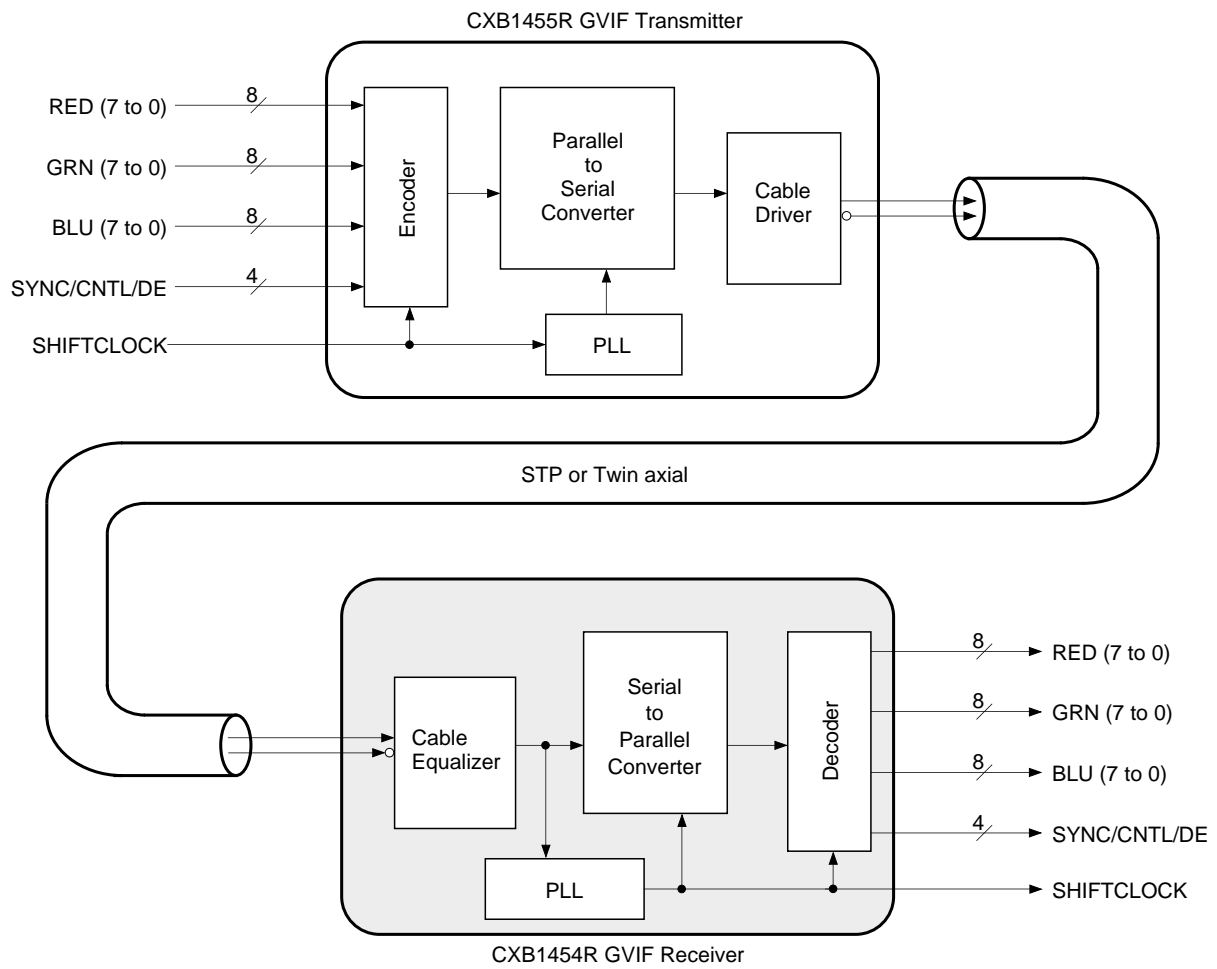 CXB1455R GVIF Transmitter
RED (7 to 0)
8
GRN (7 to 0)
8
BLU (7 to 0)
8
SYNC/CNTL/DE
4
SHIFTCLOCK
Encoder
Parallel
to
Serial
Converter
Cable
Driver
PLL
STP or Twin axial
Cable
Equalizer
Serial
to
Parallel
Converter
Decoder
PLL
8
RED (7 to 0)
8
GRN (7 to 0)
8
BLU (7 to 0)
4
SYNC/CNTL/DE
SHIFTCLOCK
CXB1454R GVIF Receiver